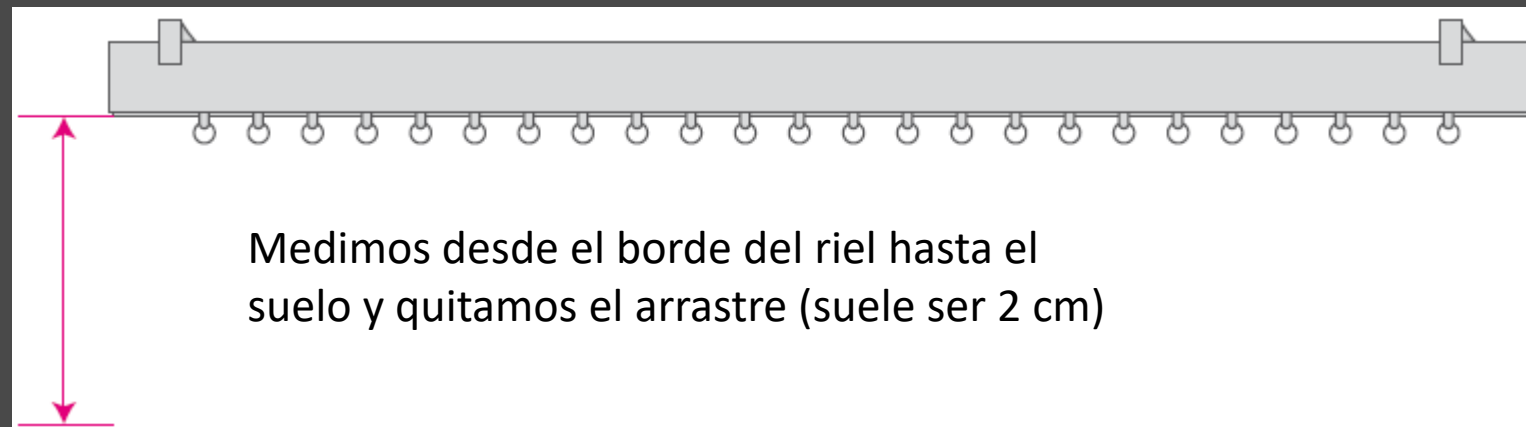 Medimos desde el borde del riel hasta el
suelo y quitamos el arrastre (suele ser 2 cm)